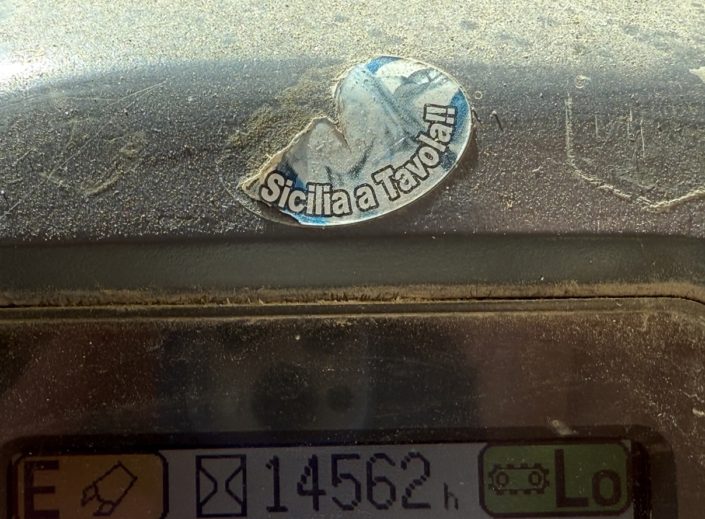 Sicilia a Tavola!!
E 14562 h Lo